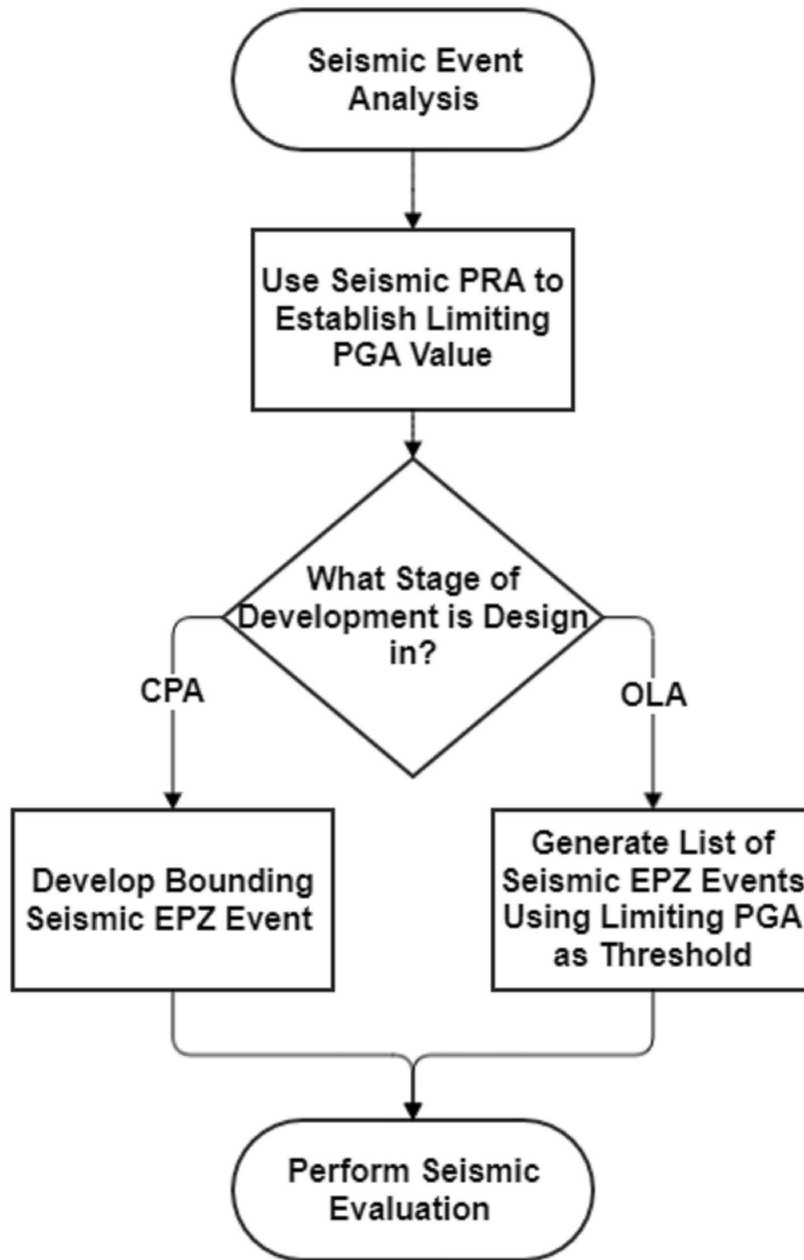 Seismic Event
Analysis
Use Seismic PRA to
Establish Limiting
PGA Value
What Stage of
Development is Design
in?
CPA
OLA
Develop Bounding
Seismic EPZ Event
Generate List of
Seismic EPZ Events
Using Limiting PGA
as Threshold
Perform Seismic
Evaluation